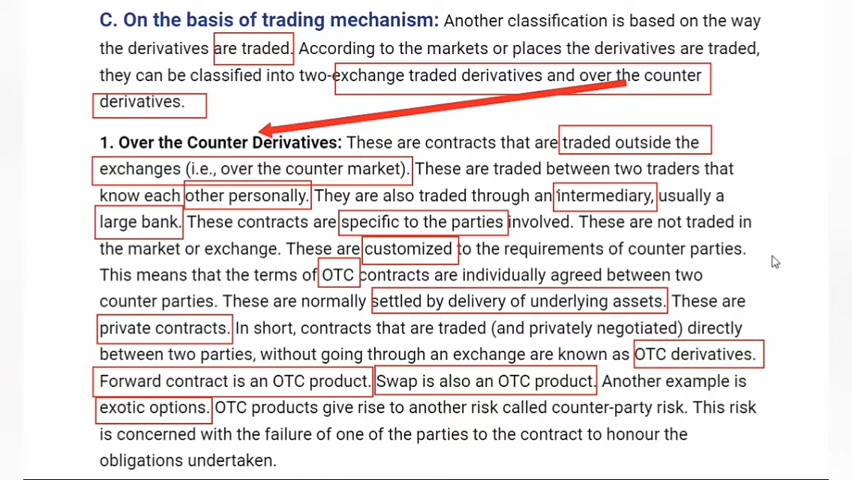 C. On the basis of trading mechanism: Another classification is based on the way
the derivatives are traded. According to the markets or places the derivatives are traded,
they can be classified into two-exchange traded derivatives and over the counter
derivatives.
1. Over the Counter Derivatives: These are contracts that are traded outside the
exchanges (i.e., over the counter market). These are traded between two traders that
know each other personally. They are also traded through an intermediary, usually a
large bank. These contracts are specific to the parties involved. These are not traded in
the market or exchange. These are customized to the requirements of counter parties.
This means that the terms of OTC contracts are individually agreed between two
counter parties. These are normally settled by delivery of underlying assets. These are
private contracts. In short, contracts that are traded (and privately negotiated) directly
between two parties, without going through an exchange are known as OTC derivatives.
Forward contract is an OTC product. Swap is also an OTC product. Another example is
exotic options. OTC products give rise to another risk called counter-party risk. This risk
is concerned with the failure of one of the parties to the contract to honour the
obligations undertaken.